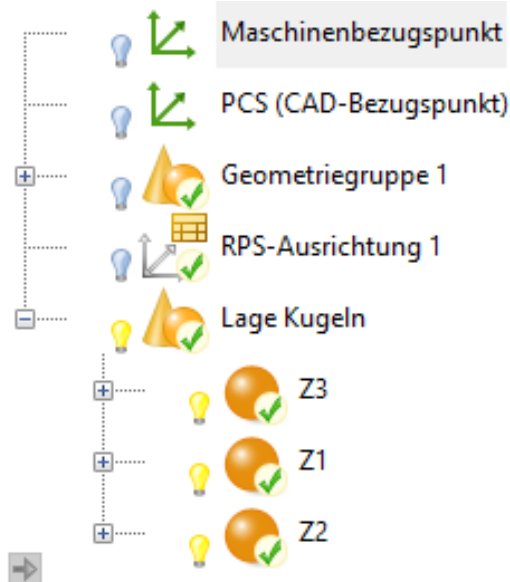 Maschinenbezugspunkt
PCS (CAD-Bezugspunkt)
Geometriegruppe 1
RPS-Ausrichtung 1
Lage Kugeln
Z3
Z1
Z2